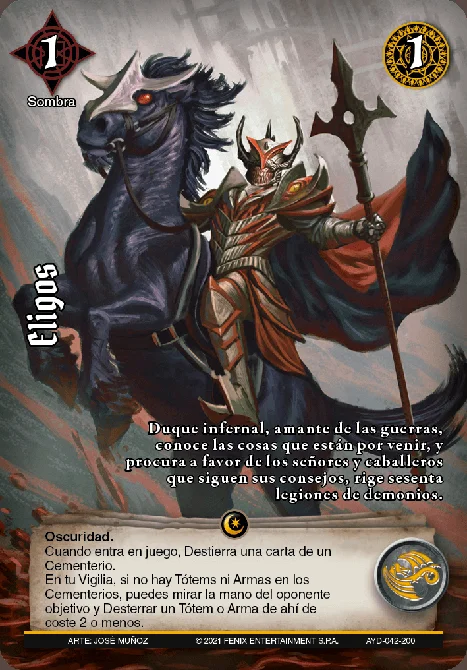 1
1
Sombra
Eligos
Duque infernal, amante de las guerras,
conoce las cosas que están por venir, y
procura a favor de los señores y caballeros
que siguen sus consejos, rige sesenta
legiones de demonios.
Oscuridad.
Cuando entra en juego, Destierra una carta de un
Cementerio.
En tu Vigilia, si no hay Tótems ni Armas en los
Cementerios, puedes mirar la mano del oponente
objetivo y Desterrar un Tótem o Arma de ahí de
coste 2 o menos.
ARTE: JOSÉ MUÑOZ © 2021 FENIX ENTERTAINMENT S.P.A. AYD-042-200